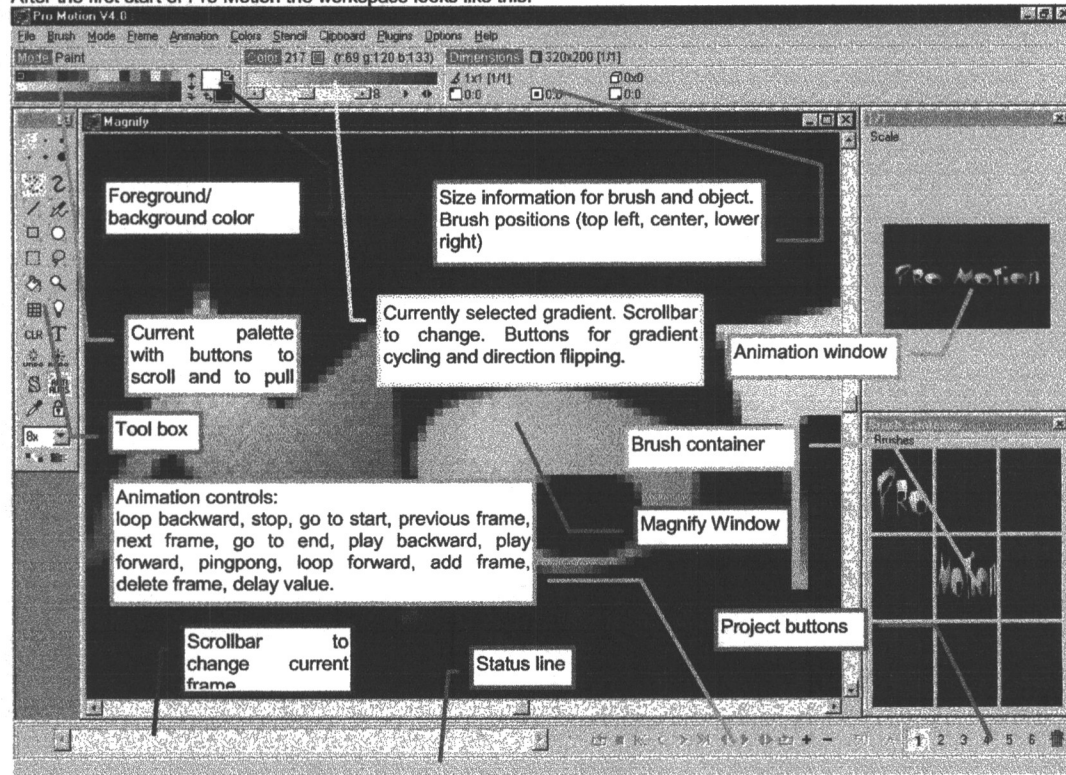 After the first start of Pro Motion the workspace looks like this:
Pro Motion V4.0
File Brush Mode Frame Animation Colors Stencil Clipboard Plugins Options Help
Mode Paint
Color 217 (r:69 g:120 b:133)
Dimensions 320x200 [1/1]
1x1 [1/1]
0x0
8
0:0
0:0
0:0
Magnify
Scale
Foreground/
background color
Size information for brush and object.
Brush positions (top left, center, lower
right)
Current palette
with buttons to
scroll and to pull
Currently selected gradient. Scrollbar
to change. Buttons for gradient
cycling and direction flipping.
Pro Motion
Animation window
CLR T
S
8x
Tool box
Brush container
Brushes
Pro
Motion
Animation controls:
loop backward, stop, go to start, previous frame,
next frame, go to end, play backward, play
forward, pingpong, loop forward, add frame,
delete frame, delay value.
Magnify Window
Project buttons
Scrollbar to
change current
frame
Status line
1 2 3 4 5 6